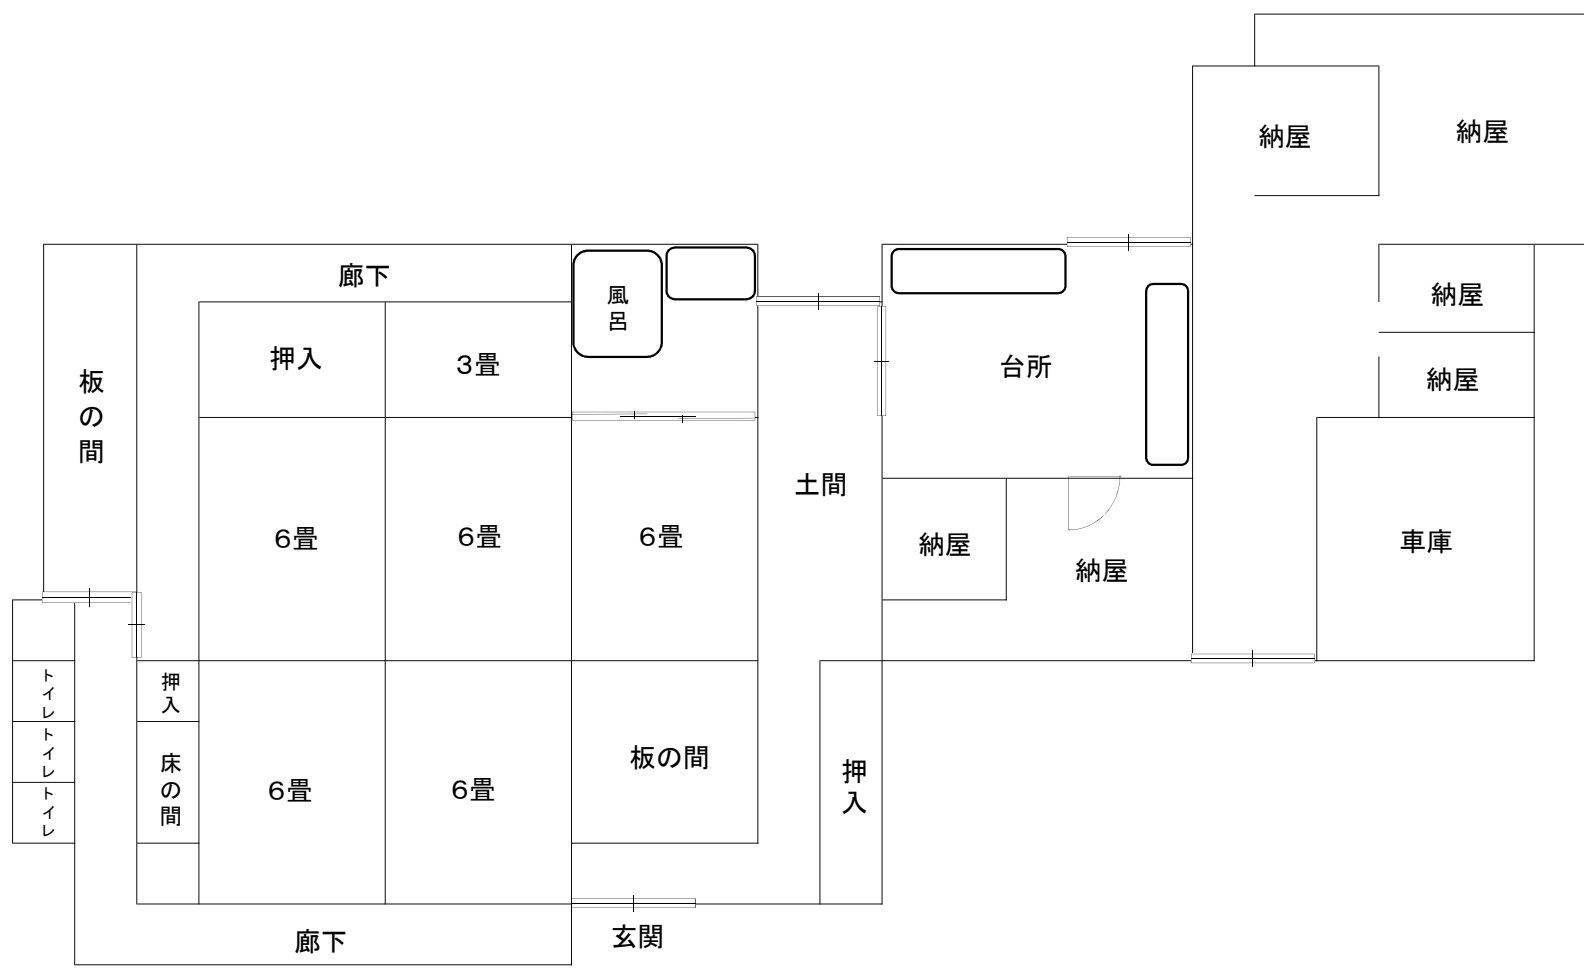 納屋
納屋
廊下
風呂
納屋
押入
3畳
台所
納屋
板の間
土間
6畳
6畳
6畳
納屋
納屋
車庫
トイレ
押入
トイレ
床の間
トイレ
6畳
6畳
板の間
押入
廊下
玄関